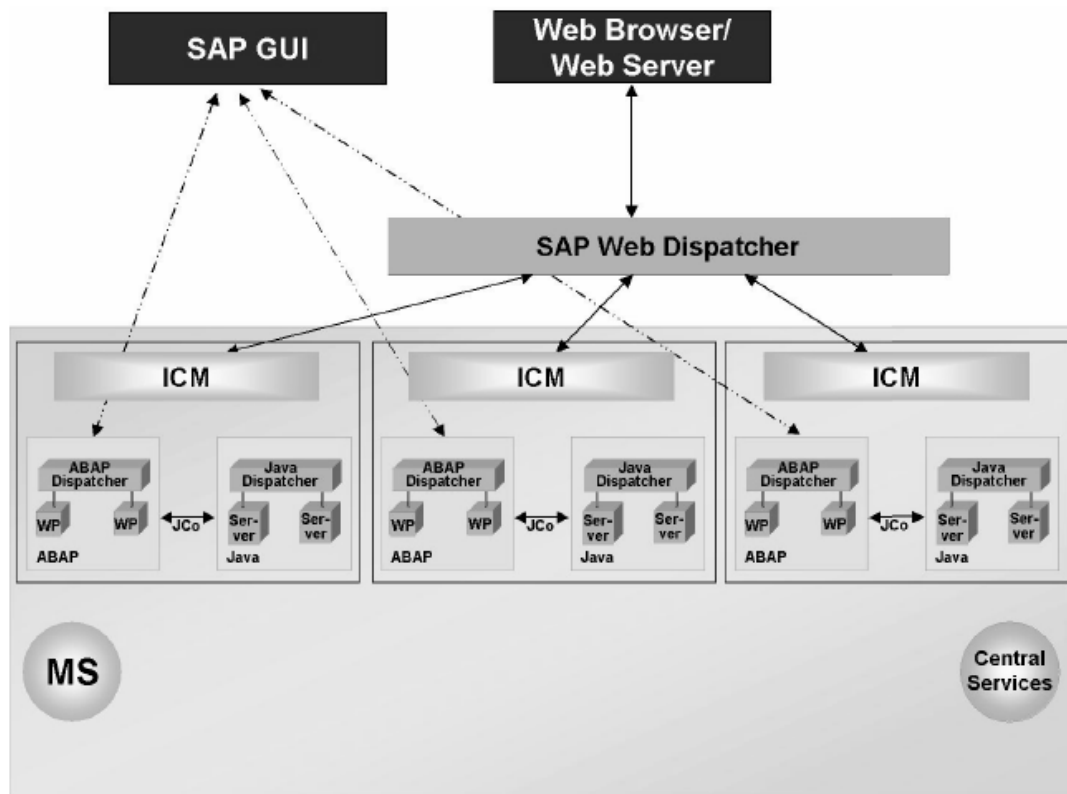 SAP GUI
Web Browser/
Web Server
SAP Web Dispatcher
ICM
ABAP
Dispatcher
WP
WP
ABAP
JCo
Java
Dispatcher
Ser-
ver
Ser-
ver
Java
ICM
ABAP
Dispatcher
WP
WP
ABAP
JCo
Java
Dispatcher
Ser-
ver
Ser-
ver
Java
ICM
ABAP
Dispatcher
WP
WP
ABAP
JCo
Java
Dispatcher
Ser-
ver
Ser-
ver
Java
MS
Central
Services